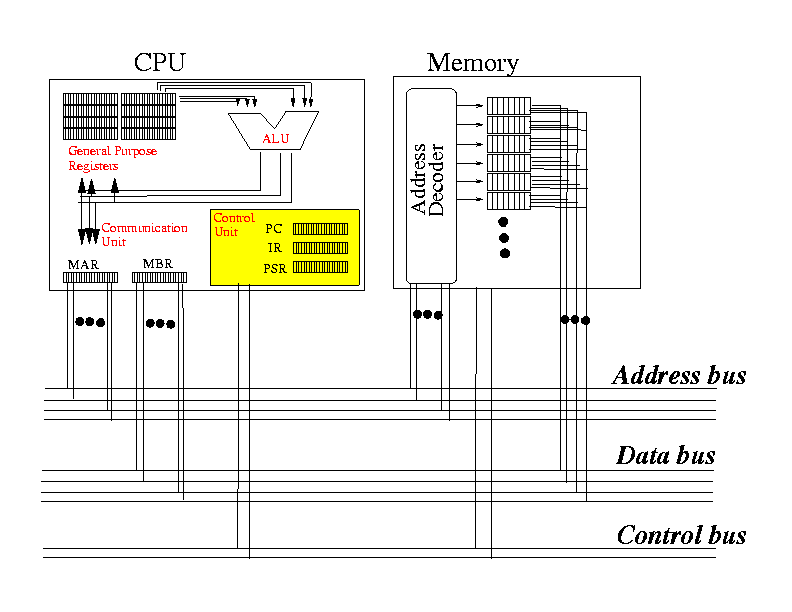 CPU
Memory
ALU
General Purpose
Registers
Communication
Unit
Control
Unit
PC
IR
PSR
MAR
MBR
Address
Decoder
Address bus
Data bus
Control bus